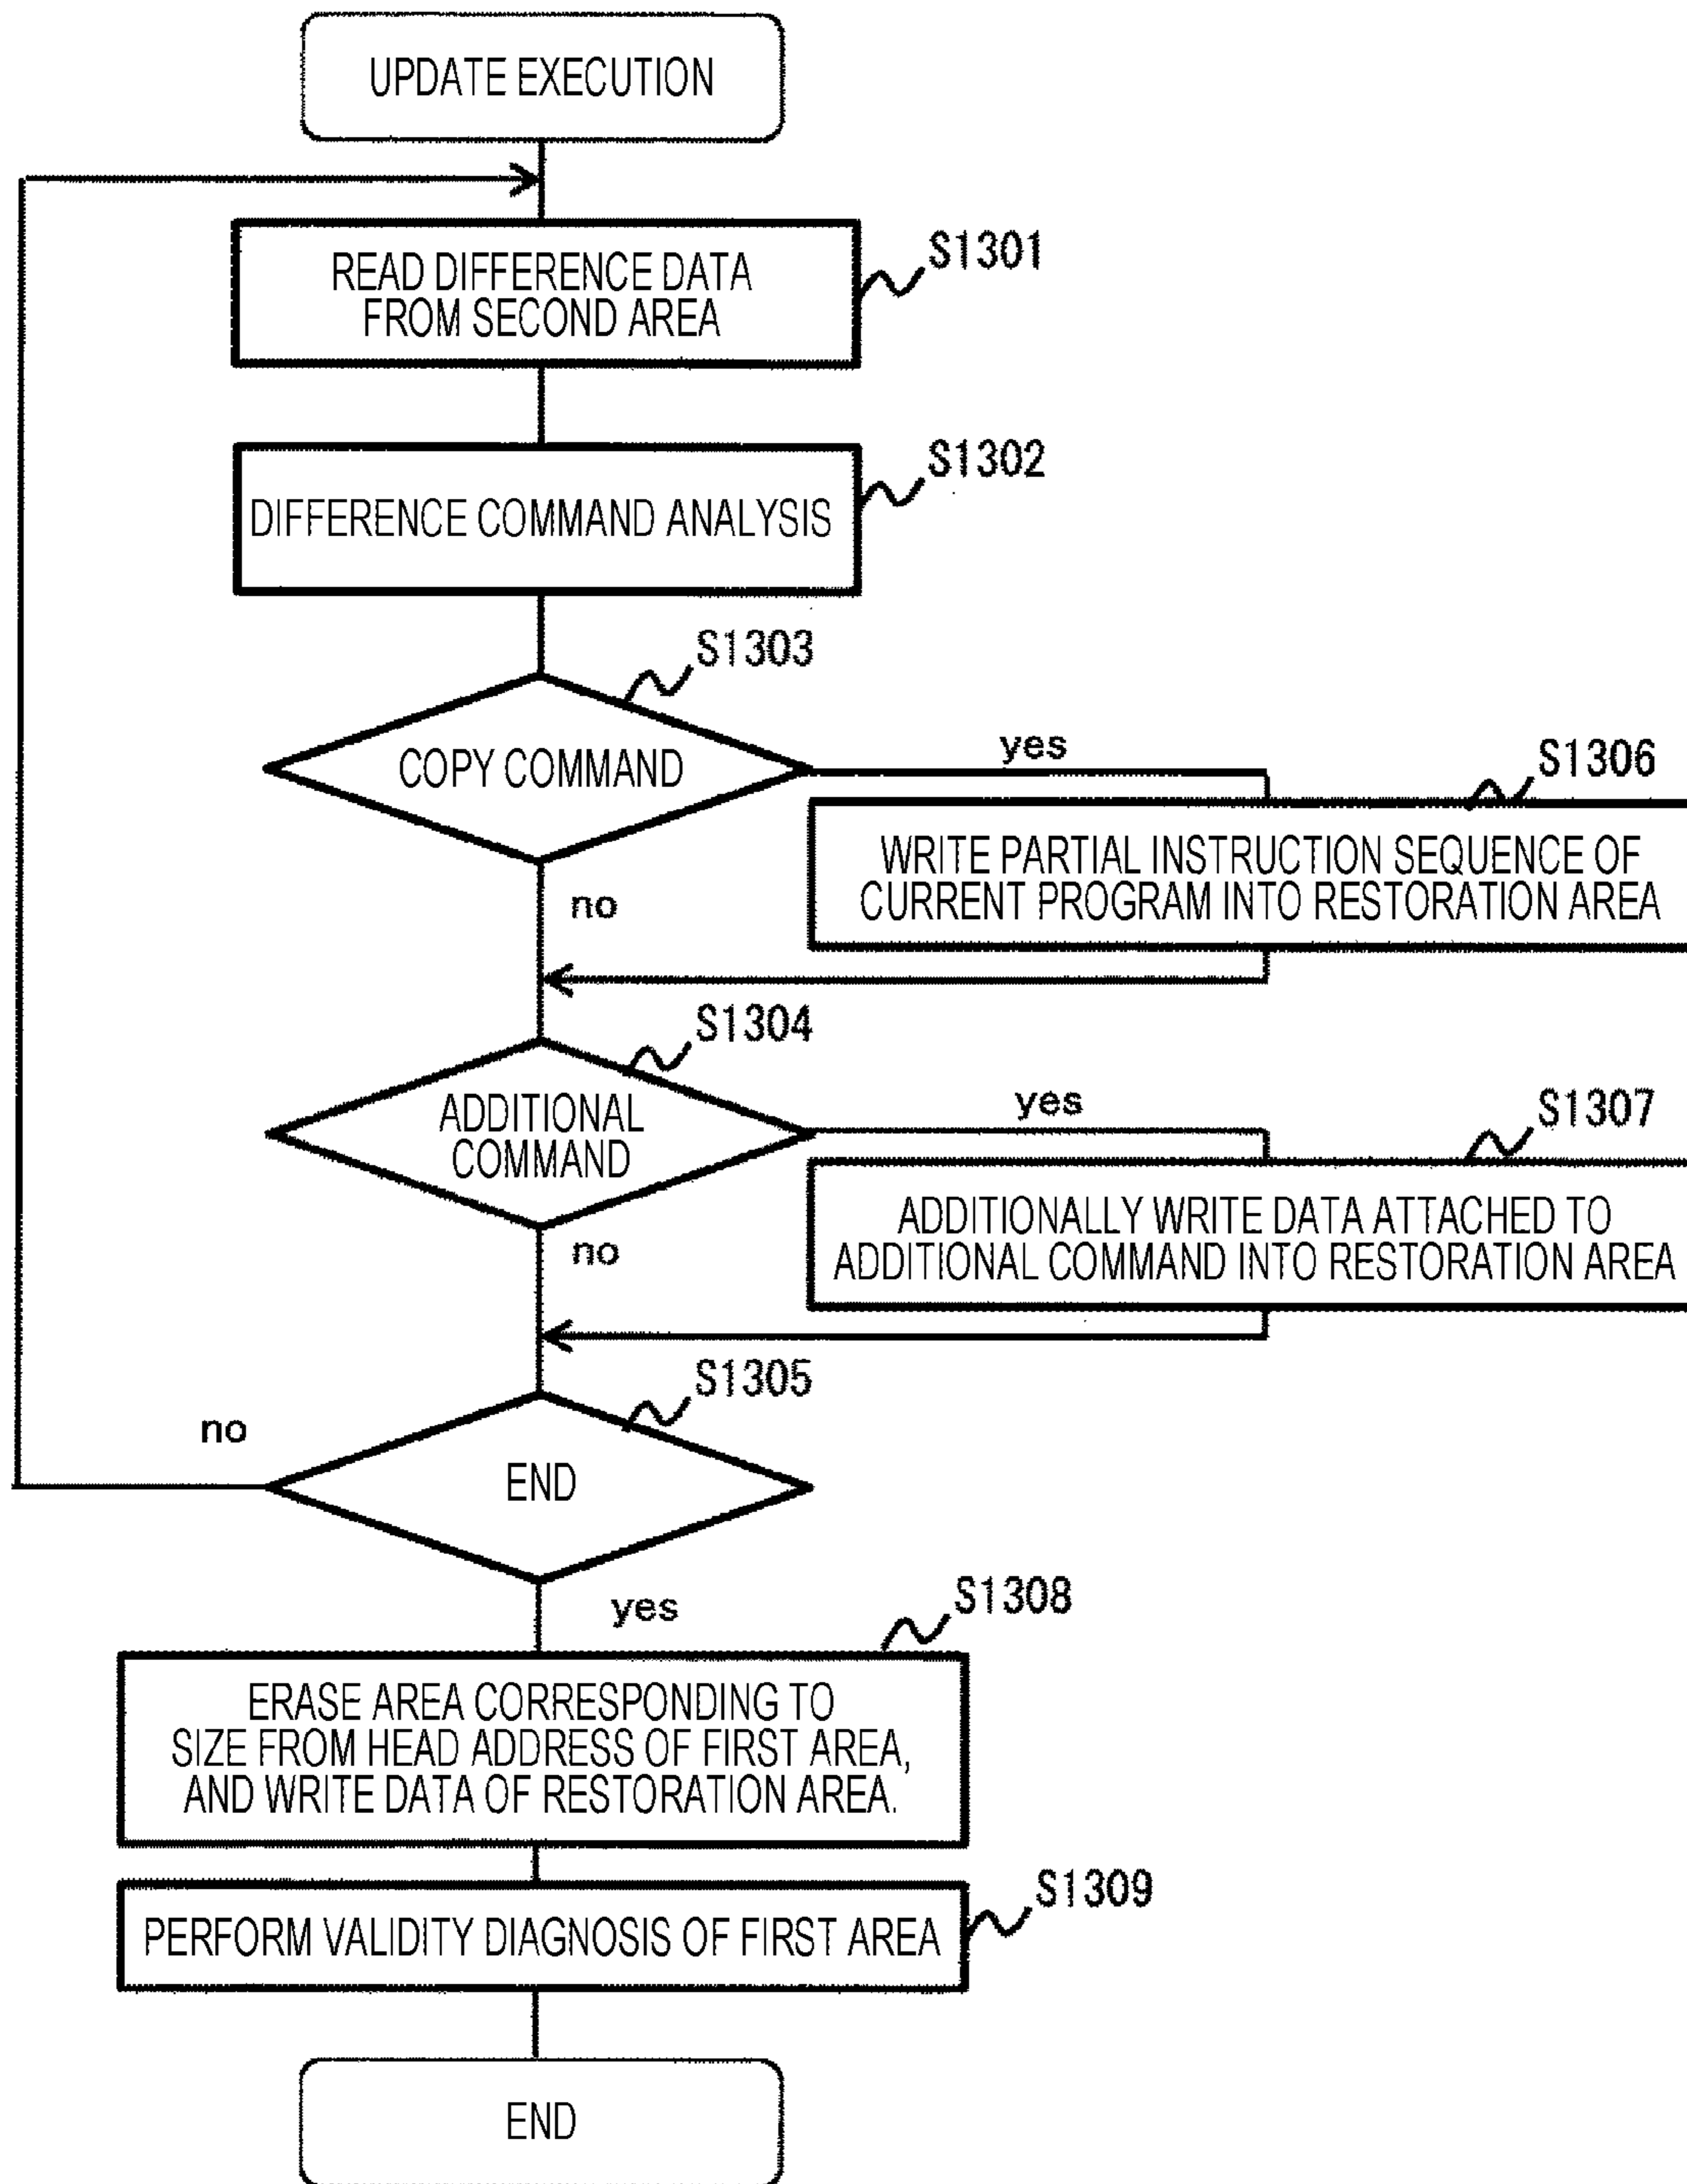 UPDATE EXECUTION
S1301
READ DIFFERENCE DATA
FROM SECOND AREA
S1302
DIFFERENCE COMMAND ANALYSIS
S1303
COPY COMMAND
yes
S1306
WRITE PARTIAL INSTRUCTION SEQUENCE OF
CURRENT PROGRAM INTO RESTORATION AREA
no
S1304
ADDITIONAL
COMMAND
yes
S1307
ADDITIONALLY WRITE DATA ATTACHED TO
ADDITIONAL COMMAND INTO RESTORATION AREA
no
S1305
no
END
yes
S1308
ERASE AREA CORRESPONDING TO
SIZE FROM HEAD ADDRESS OF FIRST AREA,
AND WRITE DATA OF RESTORATION AREA.
S1309
PERFORM VALIDITY DIAGNOSIS OF FIRST AREA
END